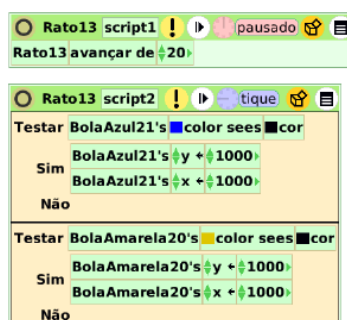 Rato13 script1 ! pausado
Rato13 avançar de 20
Rato13 script2 ! tique
Testar BolaAzul21's color sees cor
Sim BolaAzul21's y ← 1000
BolaAzul21's x ← 1000
Não
Testar BolaAmarela20's color sees cor
Sim BolaAmarela20's y ← 1000
BolaAmarela20's x ← 1000
Não